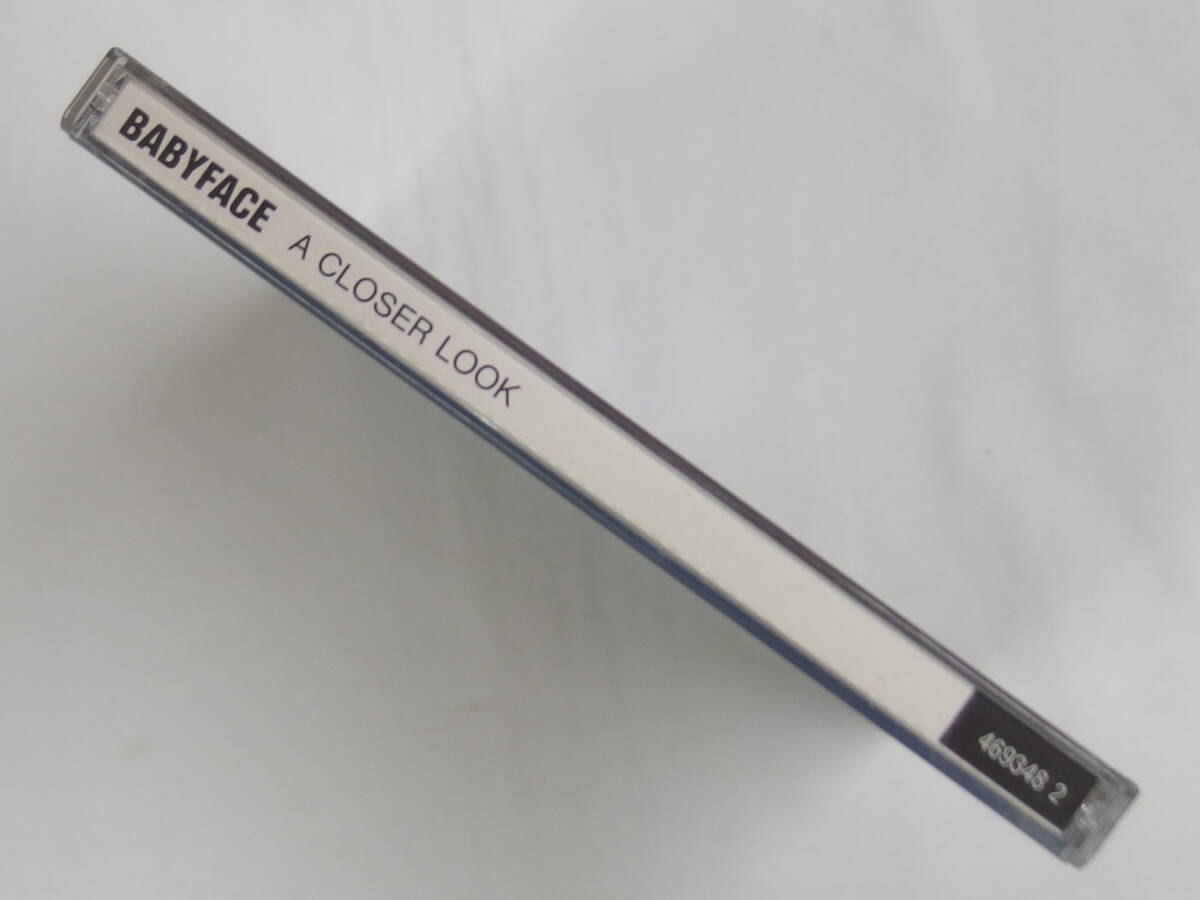 BABYFACE A CLOSER LOOK
469348 2